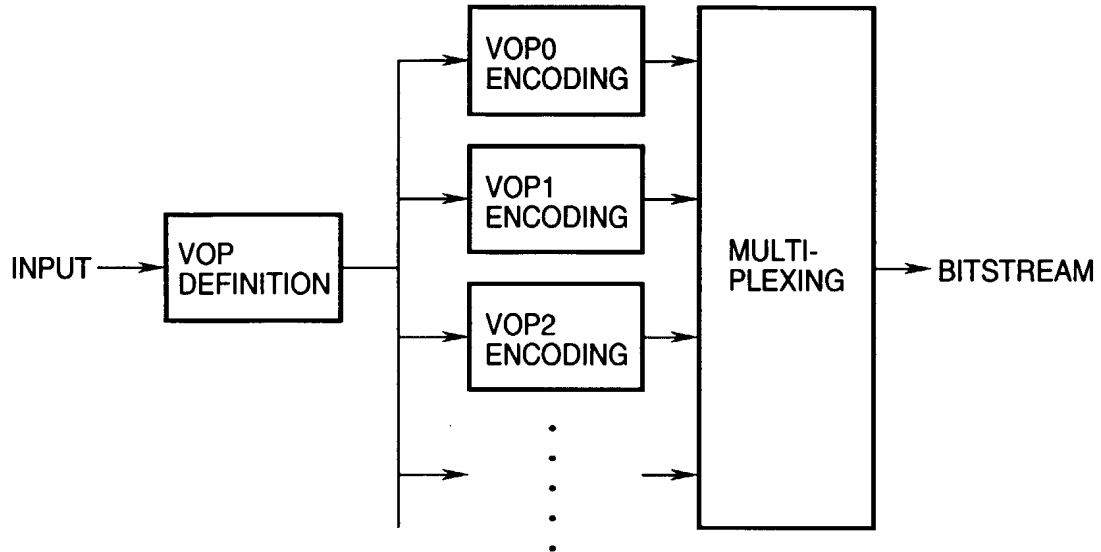 VOP0
ENCODING
VOP1
ENCODING
INPUT
VOP
DEFINITION
MULTI-
PLEXING
BITSTREAM
VOP2
ENCODING